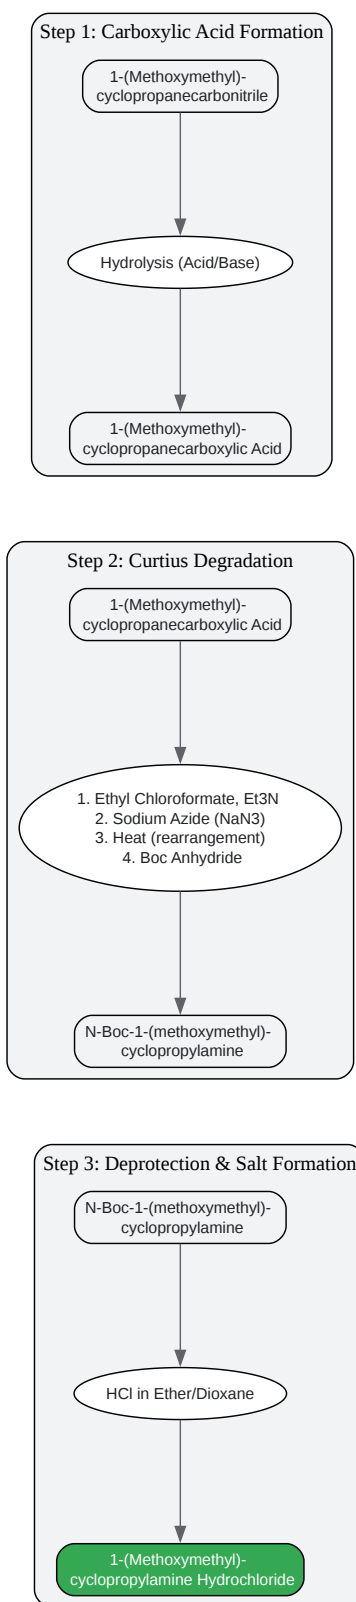 Step 1: Carboxylic Acid Formation
1-(Methoxymethyl)-
cyclopropanecarbonitrile
Hydrolysis (Acid/Base)
1-(Methoxymethyl)-
cyclopropanecarboxylic Acid
Step 2: Curtius Degradation
1-(Methoxymethyl)-
cyclopropanecarboxylic Acid
1. Ethyl Chloroformate, Et3N
2. Sodium Azide (NaN3)
3. Heat (rearrangement)
4. Boc Anhydride
N-Boc-1-(methoxymethyl)-
cyclopropylamine
Step 3: Deprotection & Salt Formation
N-Boc-1-(methoxymethyl)-
cyclopropylamine
HCl in Ether/Dioxane
1-(Methoxymethyl)-
cyclopropylamine Hydrochloride